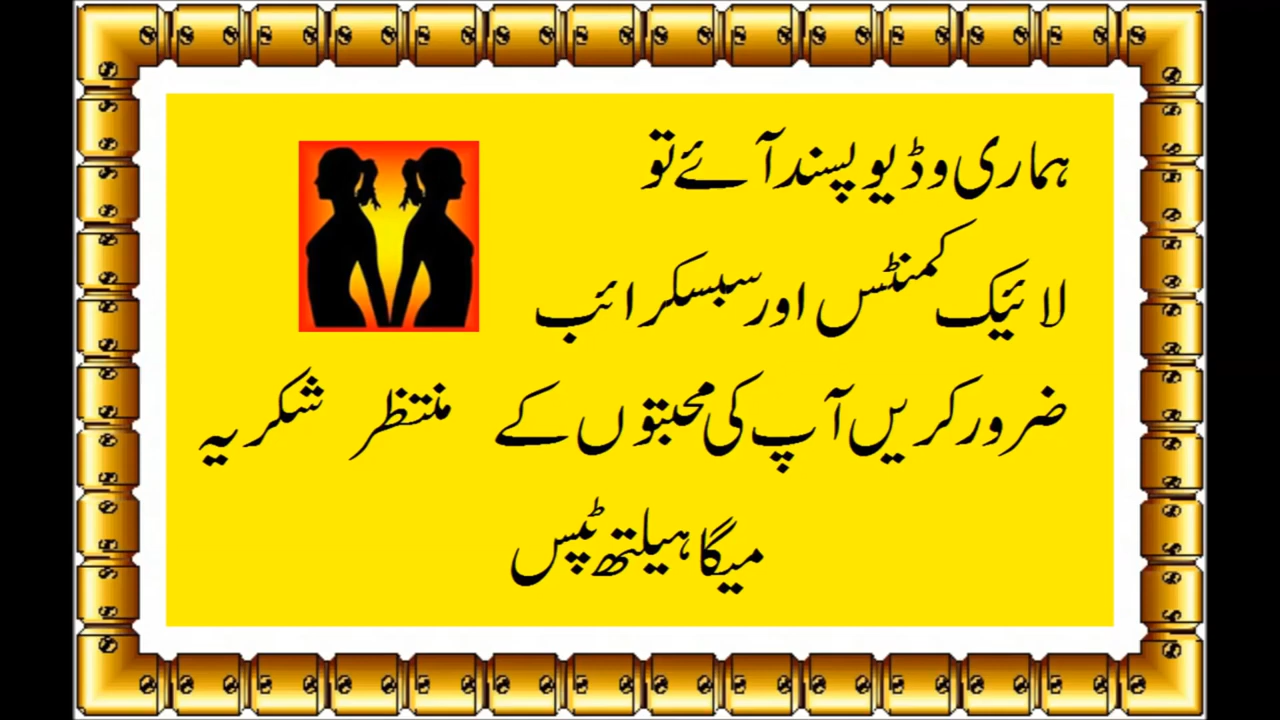 ہماری وڈیو پسند آئے تو
لائیک کمنٹس اور سبسکرائب
ضرور کریں آپ کی محبتوں کے منتظر شکریہ
میگا ہیلتھ ٹپس